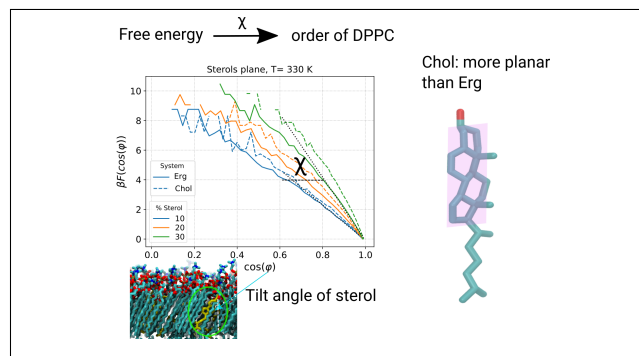 χ
Free energy
order of DPPC
Chol: more planar
than Erg
Sterols plane, T= 330 K
βF(cos(φ))
10
8
6
4
2
0
System
Erg
Chol
% Sterol
10
20
30
χ
0.0 0.2 0.4 0.6 0.8 1.0
cos(φ)
Tilt angle of sterol